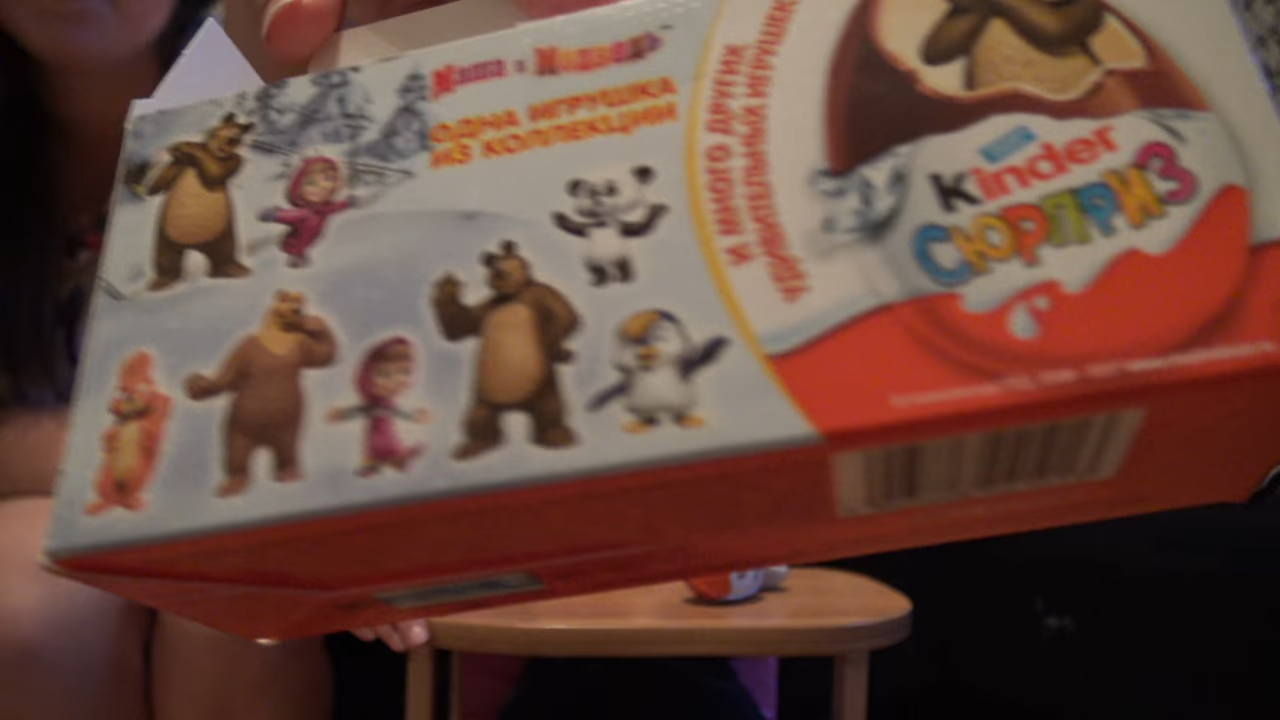 Маша и Медведь
ОДНА ИГРУШКА
ИЗ КОЛЛЕКЦИИ
И МНОГО ДРУГИХ
УДИВИТЕЛЬНЫХ ИГРУШЕК
Kinder
СЮРПРИЗ